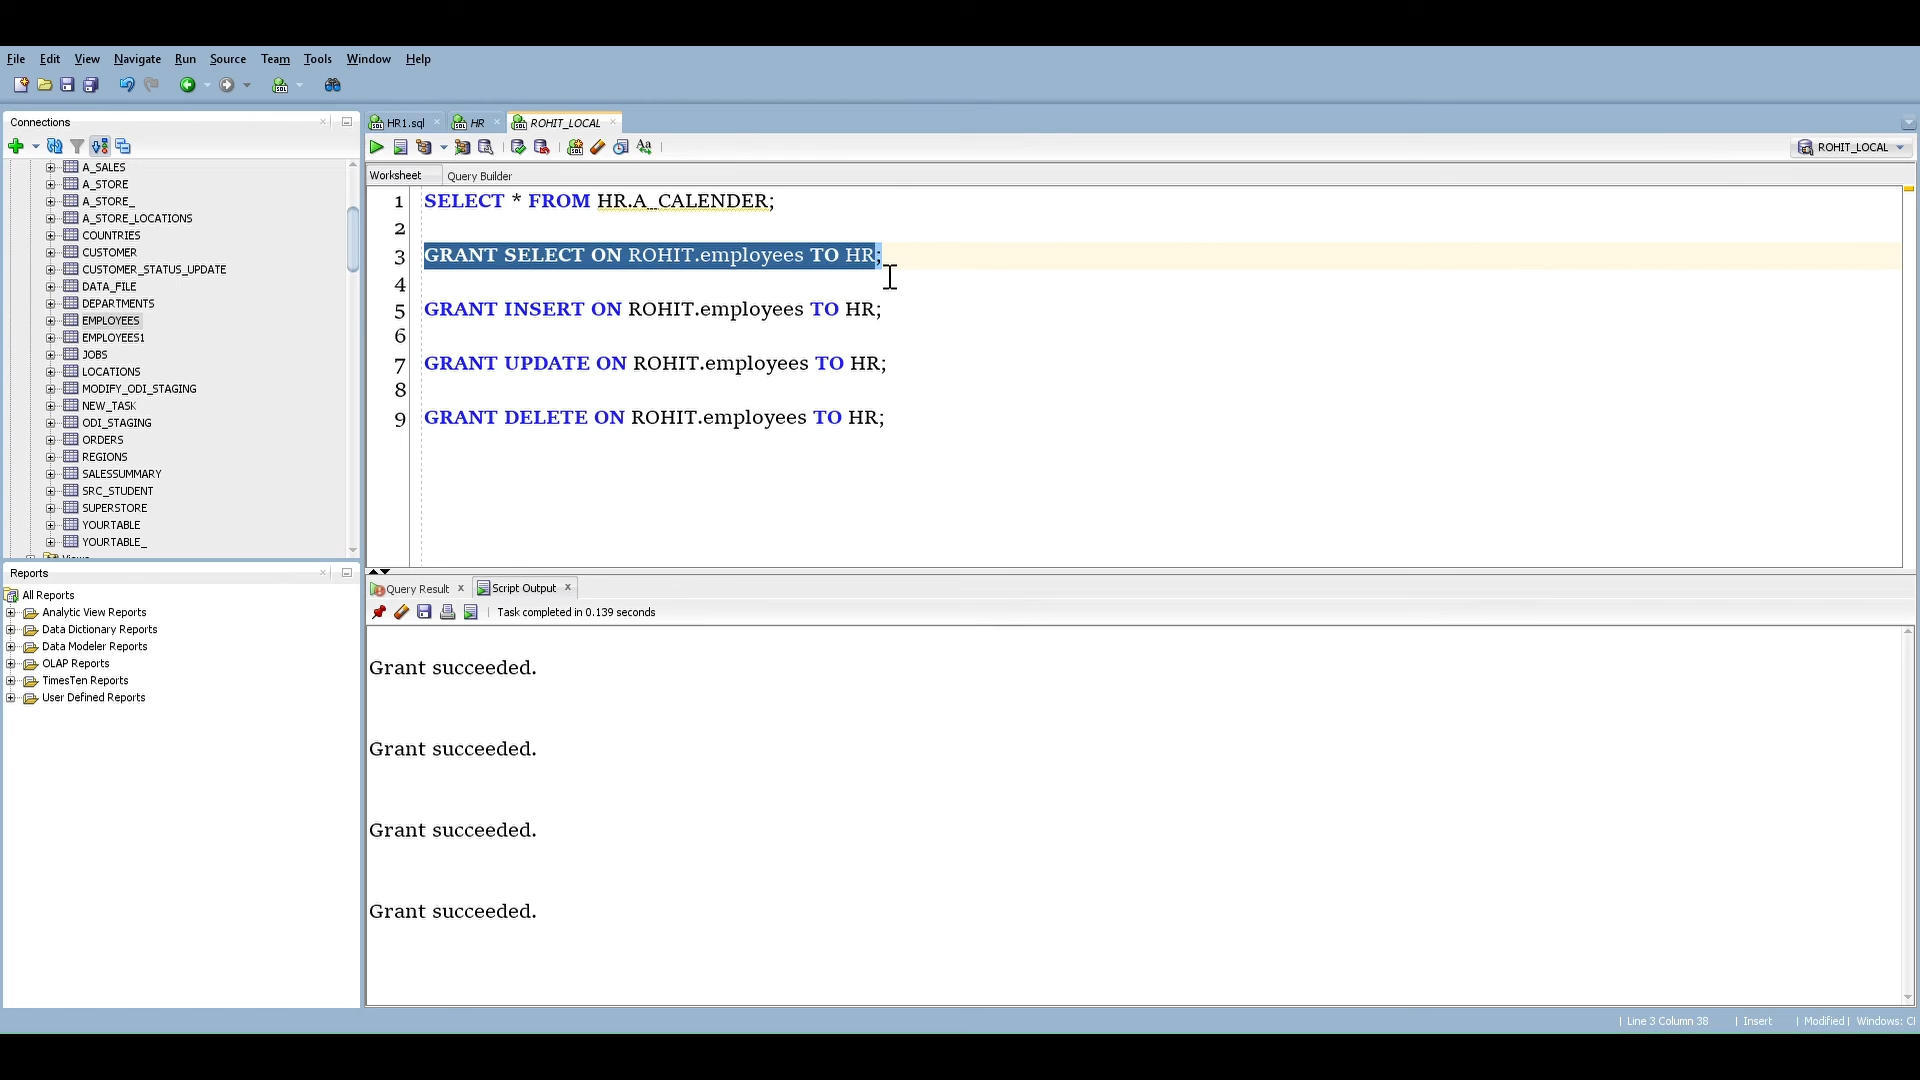 File Edit View Navigate Run Source Team Tools Window Help
Connections
A_SALES
A_STORE
A_STORE_
A_STORE_LOCATIONS
COUNTRIES
CUSTOMER
CUSTOMER_STATUS_UPDATE
DATA_FILE
DEPARTMENTS
EMPLOYEES
EMPLOYEES1
JOBS
LOCATIONS
MODIFY_ODI_STAGING
NEW_TASK
ODI_STAGING
ORDERS
REGIONS
SALESSUMMARY
SRC_STUDENT
SUPERSTORE
YOURTABLE
YOURTABLE_
Reports
All Reports
Analytic View Reports
Data Dictionary Reports
Data Modeler Reports
OLAP Reports
TimesTen Reports
User Defined Reports
HR1.sql HR ROHIT_LOCAL
ROHIT_LOCAL
Worksheet Query Builder
1 SELECT * FROM HR.A_CALENDER;
2
3 GRANT SELECT ON ROHIT.employees TO HR;
4
5 GRANT INSERT ON ROHIT.employees TO HR;
6
7 GRANT UPDATE ON ROHIT.employees TO HR;
8
9 GRANT DELETE ON ROHIT.employees TO HR;
Query Result Script Output
Task completed in 0.139 seconds
Grant succeeded.
Grant succeeded.
Grant succeeded.
Grant succeeded.
Line 3 Column 38 Insert Modified Windows: